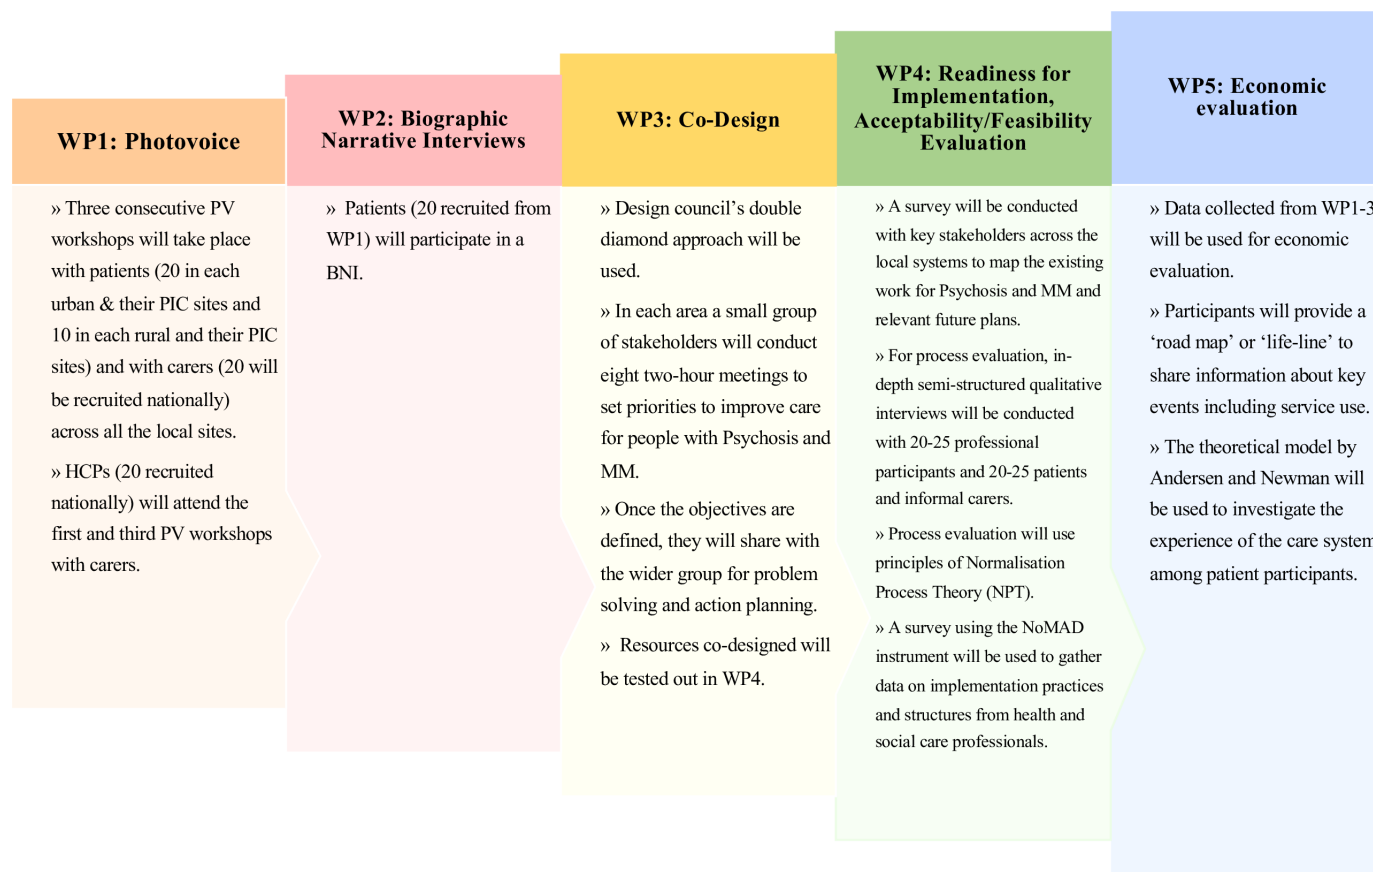 WP1: Photovoice
» Three consecutive PV
workshops will take place
with patients (20 in each
urban & their PIC sites and
10 in each rural and their PIC
sites) and with carers (20 will
be recruited nationally)
across all the local sites.
» HCPs (20 recruited
nationally) will attend the
first and third PV workshops
with carers.
WP2: Biographic
Narrative Interviews
» Patients (20 recruited from
WP1) will participate in a
BNI.
WP3: Co-Design
» Design council’s double
diamond approach will be
used.
» In each area a small group
of stakeholders will conduct
eight two-hour meetings to
set priorities to improve care
for people with Psychosis and
MM.
» Once the objectives are
defined, they will share with
the wider group for problem
solving and action planning.
» Resources co-designed will
be tested out in WP4.
WP4: Readiness for
Implementation,
Acceptability/Feasibility
Evaluation
» A survey will be conducted
with key stakeholders across the
local systems to map the existing
work for Psychosis and MM and
relevant future plans.
» For process evaluation, in-
depth semi-structured qualitative
interviews will be conducted
with 20-25 professional
participants and 20-25 patients
and informal carers.
» Process evaluation will use
principles of Normalisation
Process Theory (NPT).
» A survey using the NoMAD
instrument will be used to gather
data on implementation practices
and structures from health and
social care professionals.
WP5: Economic
evaluation
» Data collected from WP1-3
will be used for economic
evaluation.
» Participants will provide a
‘road map’ or ‘life-line’ to
share information about key
events including service use.
» The theoretical model by
Andersen and Newman will
be used to investigate the
experience of the care system
among patient participants.